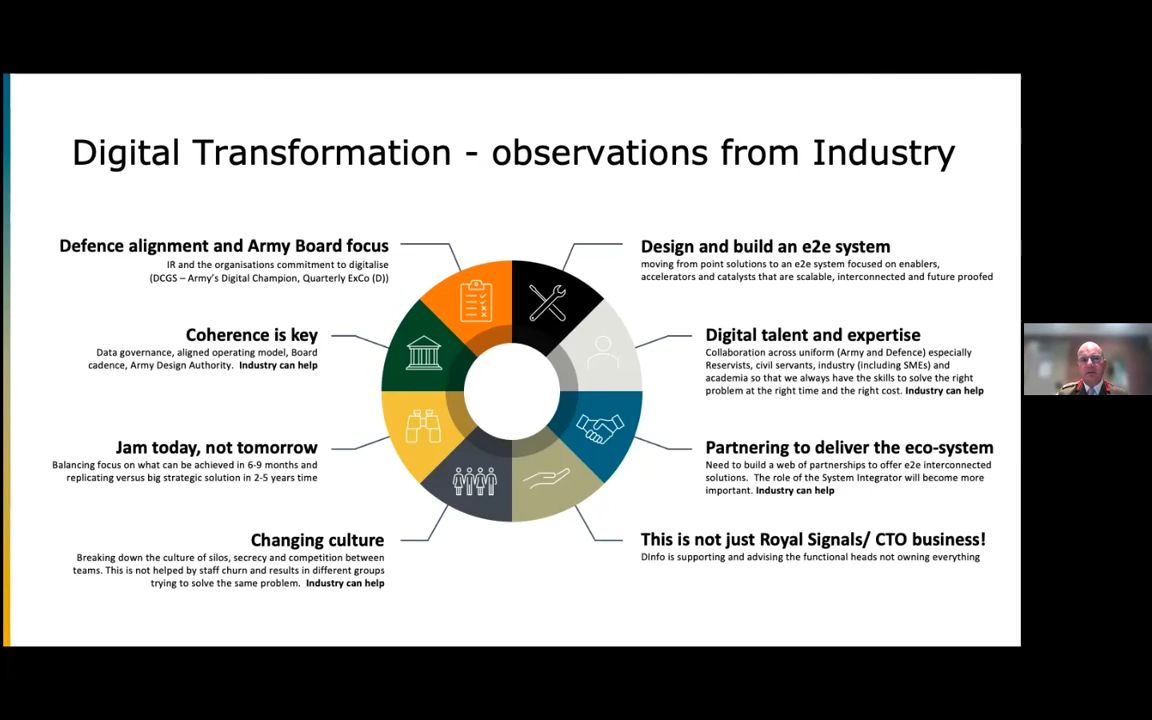 Digital Transformation - observations from Industry
Defence alignment and Army Board focus
IR and the organisations commitment to digitalise
(DCGS – Army's Digital Champion, Quarterly ExCo (D))
Coherence is key
Data governance, aligned operating model, Board
cadence, Army Design Authority. Industry can help
Jam today, not tomorrow
Balancing focus on what can be achieved in 6-9 months and
replicating versus big strategic solution in 2-5 years time
Changing culture
Breaking down the culture of silos, secrecy and competition between
teams. This is not helped by staff churn and results in different groups
trying to solve the same problem. Industry can help
Design and build an e2e system
moving from point solutions to an e2e system focused on enablers,
accelerators and catalysts that are scalable, interconnected and future proofed
Digital talent and expertise
Collaboration across uniform (Army and Defence) especially
Reservists, civil servants, industry (including SMEs) and
academia so that we always have the skills to solve the right
problem at the right time and the right cost. Industry can help
Partnering to deliver the eco-system
Need to build a web of partnerships to offer e2e interconnected
solutions. The role of the System Integrator will become more
important. Industry can help
This is not just Royal Signals/ CTO business!
DInfo is supporting and advising the functional heads not owning everything